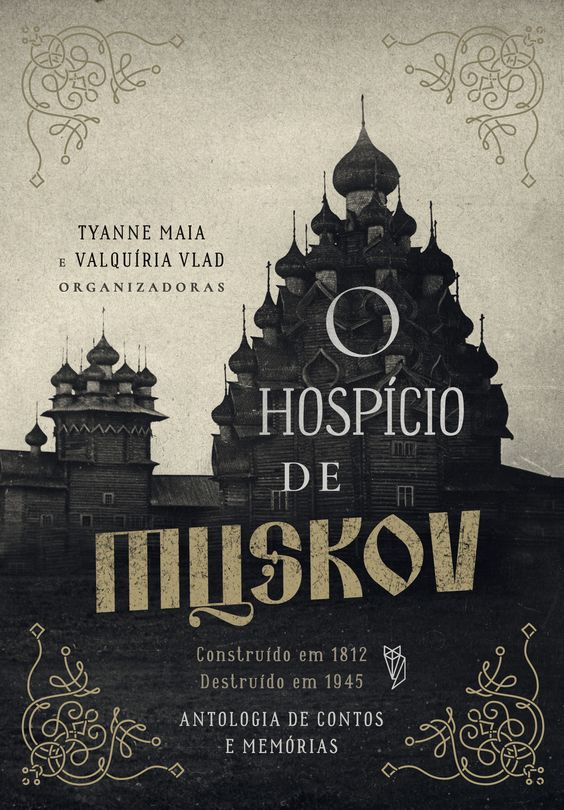 TYANNE MAIA
E VALQUÍRIA VLAD
ORGANIZADORAS
O
HOSPÍCIO
DE
MUSKOV
Construído em 1812
Destruído em 1945
ANTOLOGIA DE CONTOS
E MEMÓRIAS